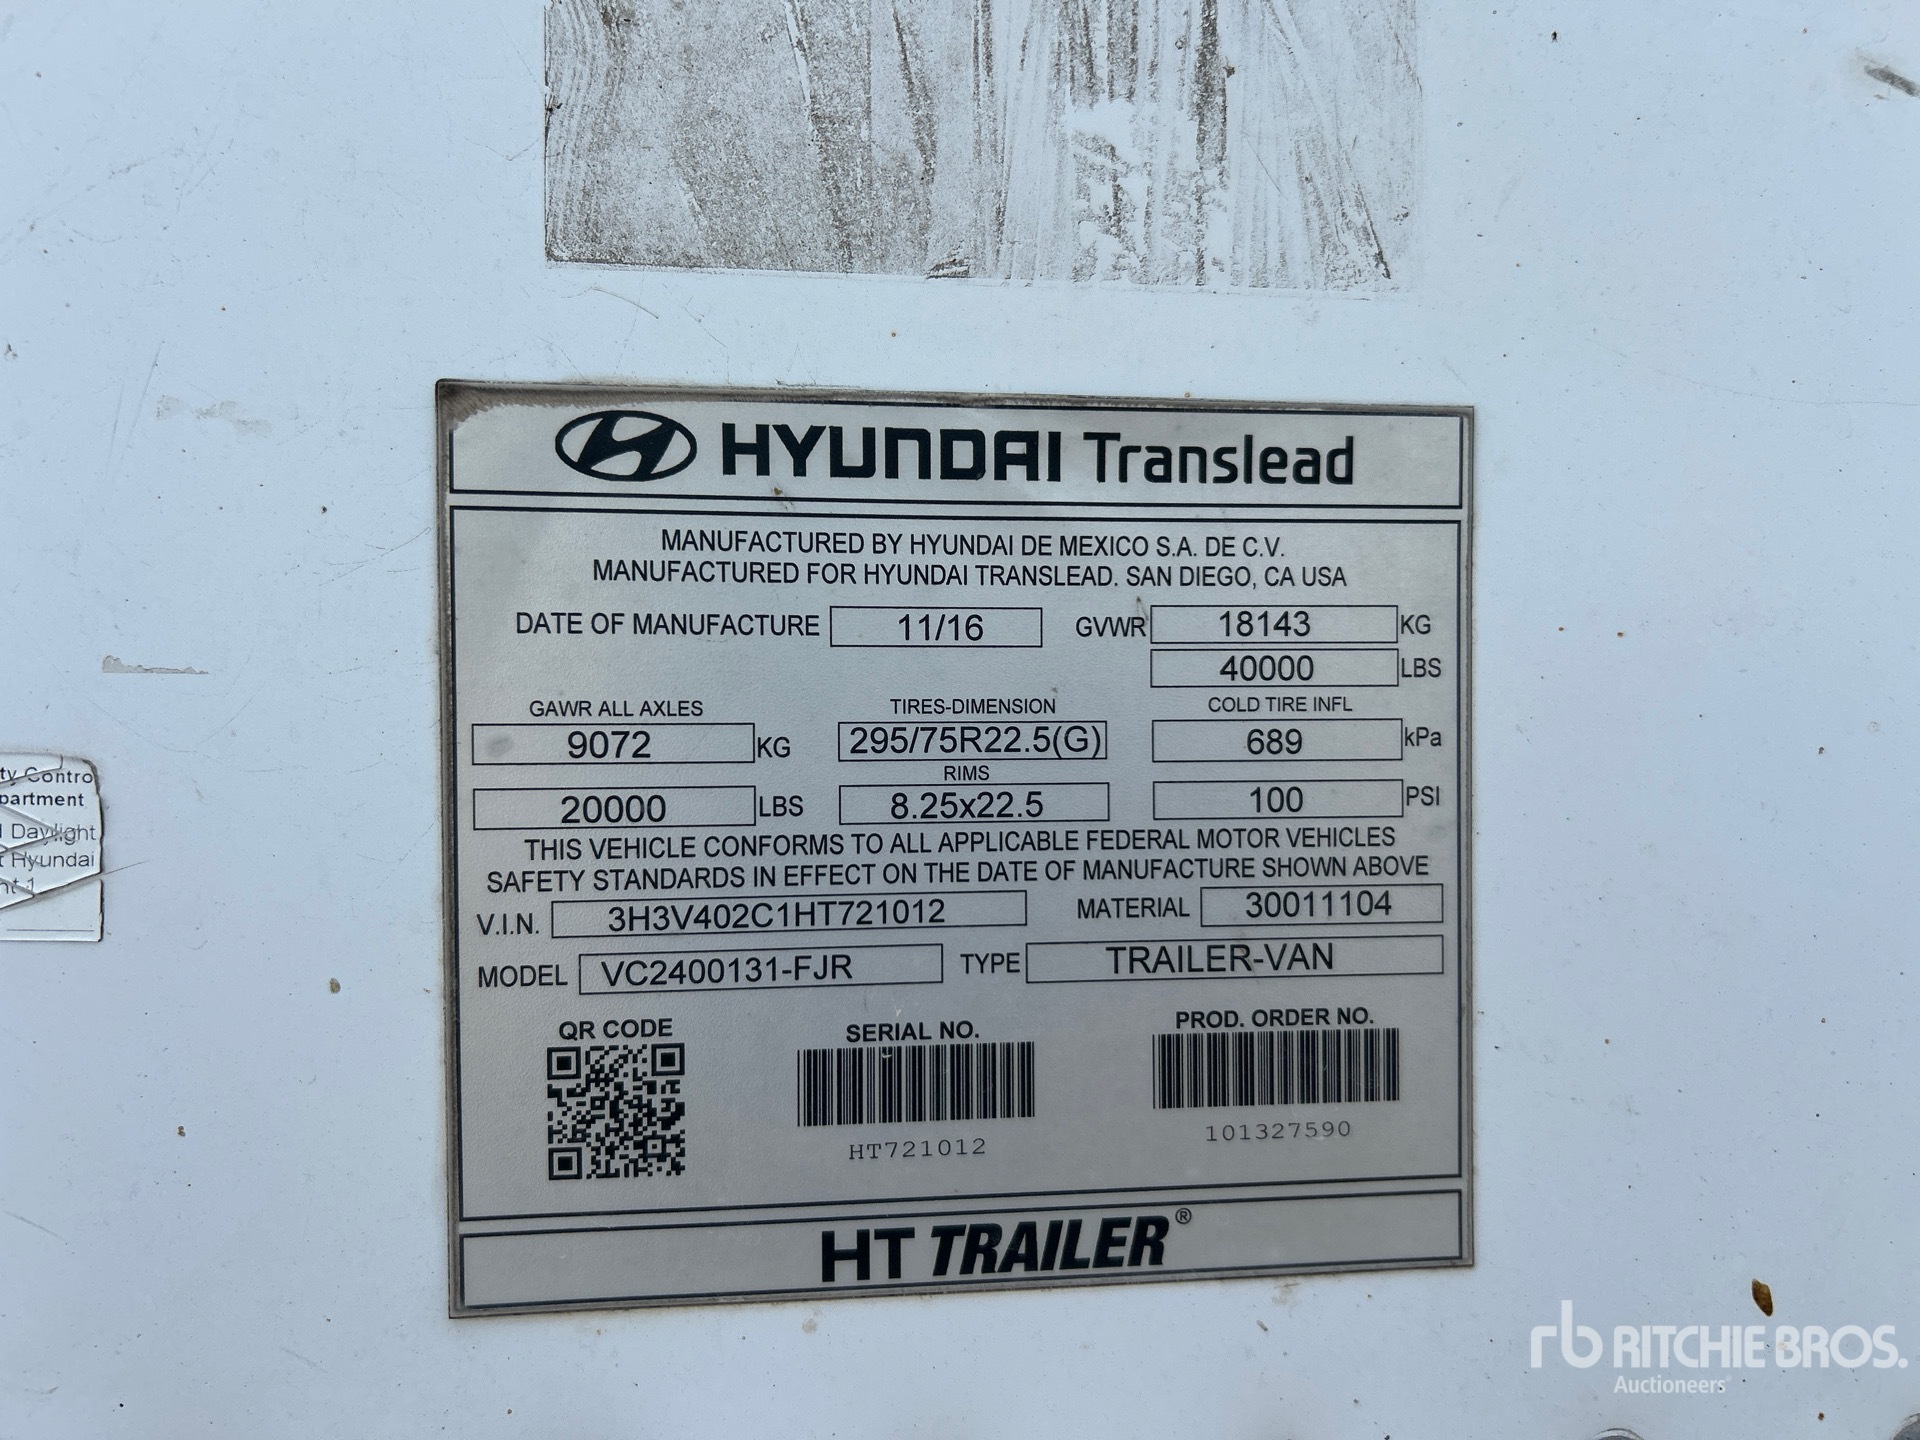 HYUNDAI Translead
MANUFACTURED BY HYUNDAI DE MEXICO S.A. DE C.V.
MANUFACTURED FOR HYUNDAI TRANSLEAD. SAN DIEGO, CA USA
DATE OF MANUFACTURE 11/16 GVWR 18143 KG
40000 LBS
GAWR ALL AXLES TIRES-DIMENSION COLD TIRE INFL
9072 KG 295/75R22.5(G) 689 kPa
RIMS
20000 LBS 8.25x22.5 100 PSI
THIS VEHICLE CONFORMS TO ALL APPLICABLE FEDERAL MOTOR VEHICLES
SAFETY STANDARDS IN EFFECT ON THE DATE OF MANUFACTURE SHOWN ABOVE
V.I.N. 3H3V402C1HT721012 MATERIAL 30011104
MODEL VC2400131-FJR TYPE TRAILER-VAN
QR CODE SERIAL NO. PROD. ORDER NO.
HT721012 101327590
HT TRAILER®
ty Contro
partment
Daylight
t Hyundai
nt 1
rb RITCHIE BROS.
Auctioneers